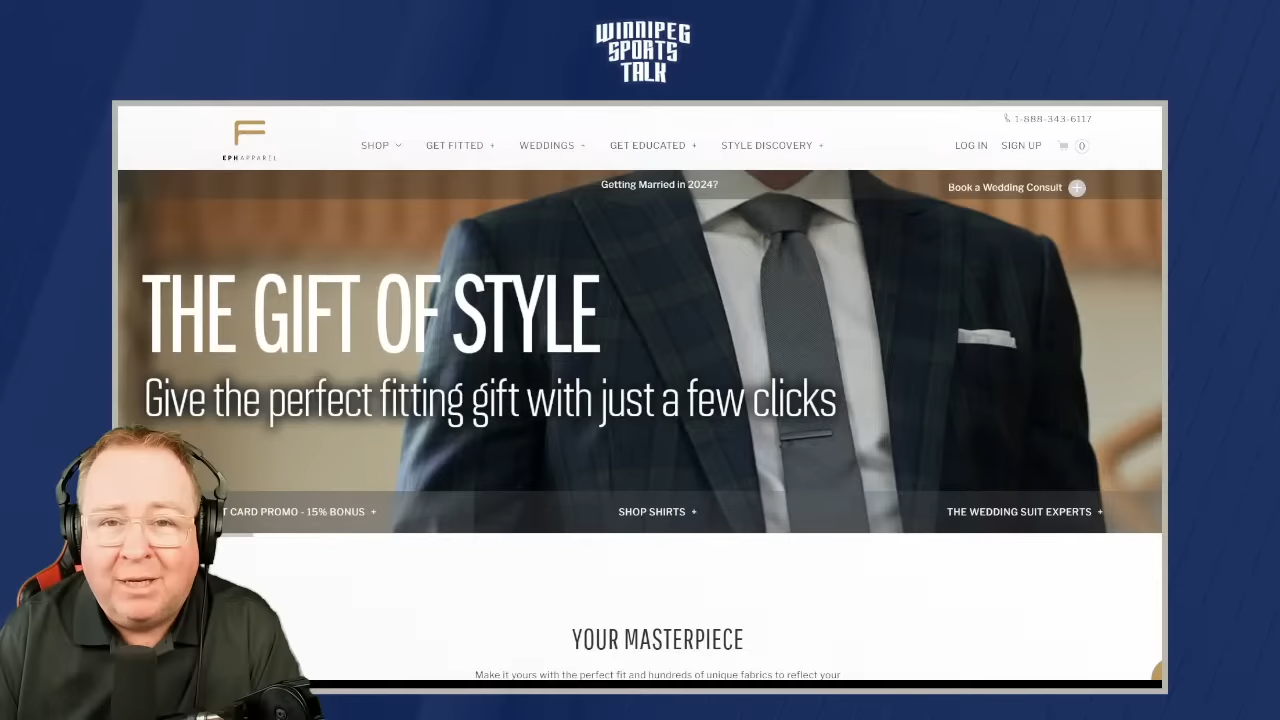 WINNIPEG
SPORTS
TALK
1-888-343-6117
EPH APPAREL
SHOP
GET FITTED +
WEDDINGS +
GET EDUCATED +
STYLE DISCOVERY +
LOG IN
SIGN UP
0
Getting Married in 2024?
Book a Wedding Consult +
THE GIFT OF STYLE
Give the perfect fitting gift with just a few clicks
CARD PROMO - 15% BONUS +
SHOP SHIRTS +
THE WEDDING SUIT EXPERTS +
YOUR MASTERPIECE
Make it yours with the perfect fit and hundreds of unique fabrics to reflect your